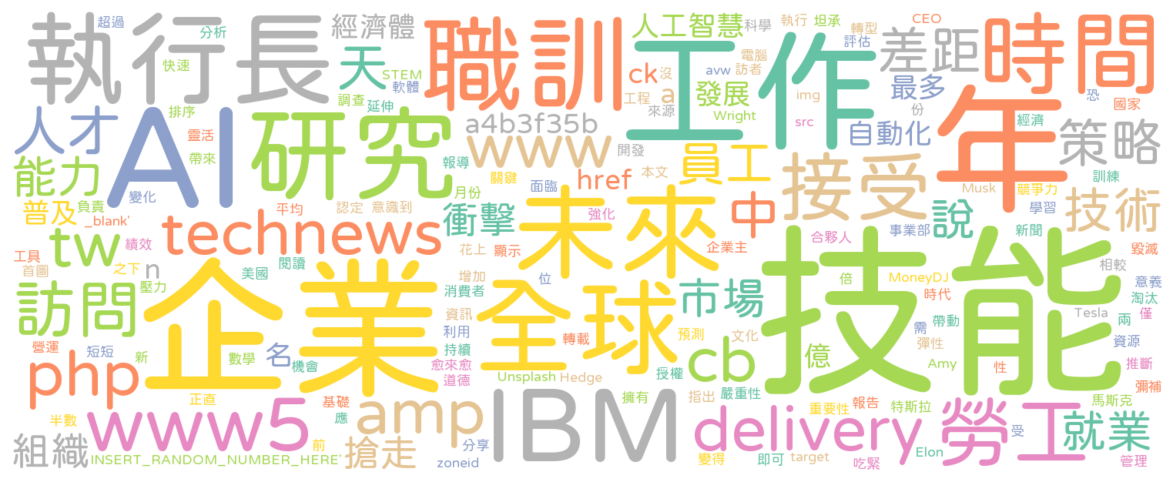 超過
分析
執行長
經濟體
快速
天
STEM
軟體
職訓
人工智慧
科學
執行
坦承
CEO
轉型
評估
差距
時間
電腦
訪者
ck
沒
avw
工作
工程
a
發展
img
最多
恐
國家
調查
延伸
排序
人才
AI
研究
靈活
帶來
a4b3f35b
來源
Wright
src
份
自動化
年
經濟
策略
能力
變化
報導
www
開發
關鍵
本文
員工
接受
Musk
競爭力
訓練
普及
負責
_blank'
平均
認定
意識到
月份
面臨
href
學習
技術
衝擊
強化
中
說
新聞
tw
績效
technews
未來
企業主
合夥人
事業部
毀滅
工具
首圖
之下
n
花上
顯示
相較
訪問
壓力
美國
閱讀
企業
增加
消費者
位
全球
市場
倍
MoneyDJ
時代
意義
淘汰
Tesla
僅
資訊
利用
轉載
預測
文化
需
帶動
兩
資源
營運
短短
新
名
機會
持續
愈來愈
道德
數學
cb
億
彈性
Amy
性
推斷
彌補
php
正直
基礎
應
Unsplash
Hedge
授權
嚴重性
馬斯克
半數
www5
前
amp
IBM
擁有
指出
delivery
重要性
報告
特斯拉
勞工
受
就業
組織
INSERT_RANDOM_NUMBER_HERE'
搶走
分享
zoneid
變得
即可
target
吃緊
Elon
管理